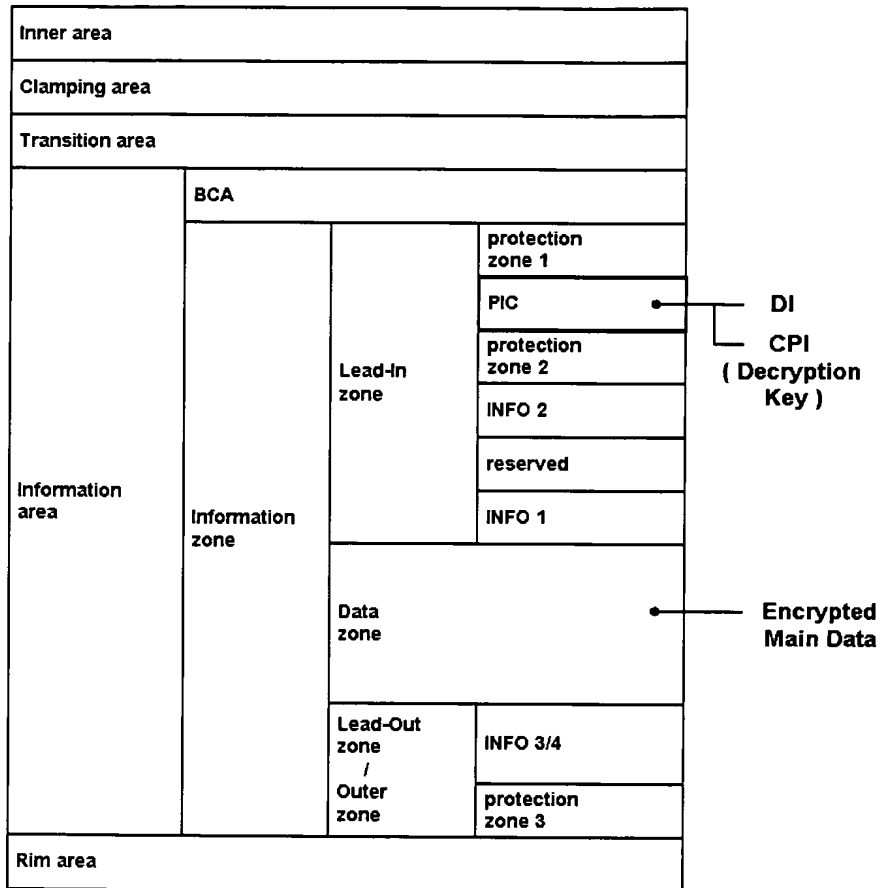 Inner area
Clamping area
Transition area
BCA
protection
zone 1
PIC
DI
CPI
( Decryption
Key )
Lead-In
zone
protection
zone 2
INFO 2
reserved
Information
area
Information
zone
INFO 1
Data
zone
Encrypted
Main Data
Lead-Out
zone
/
Outer
zone
INFO 3/4
protection
zone 3
Rim area